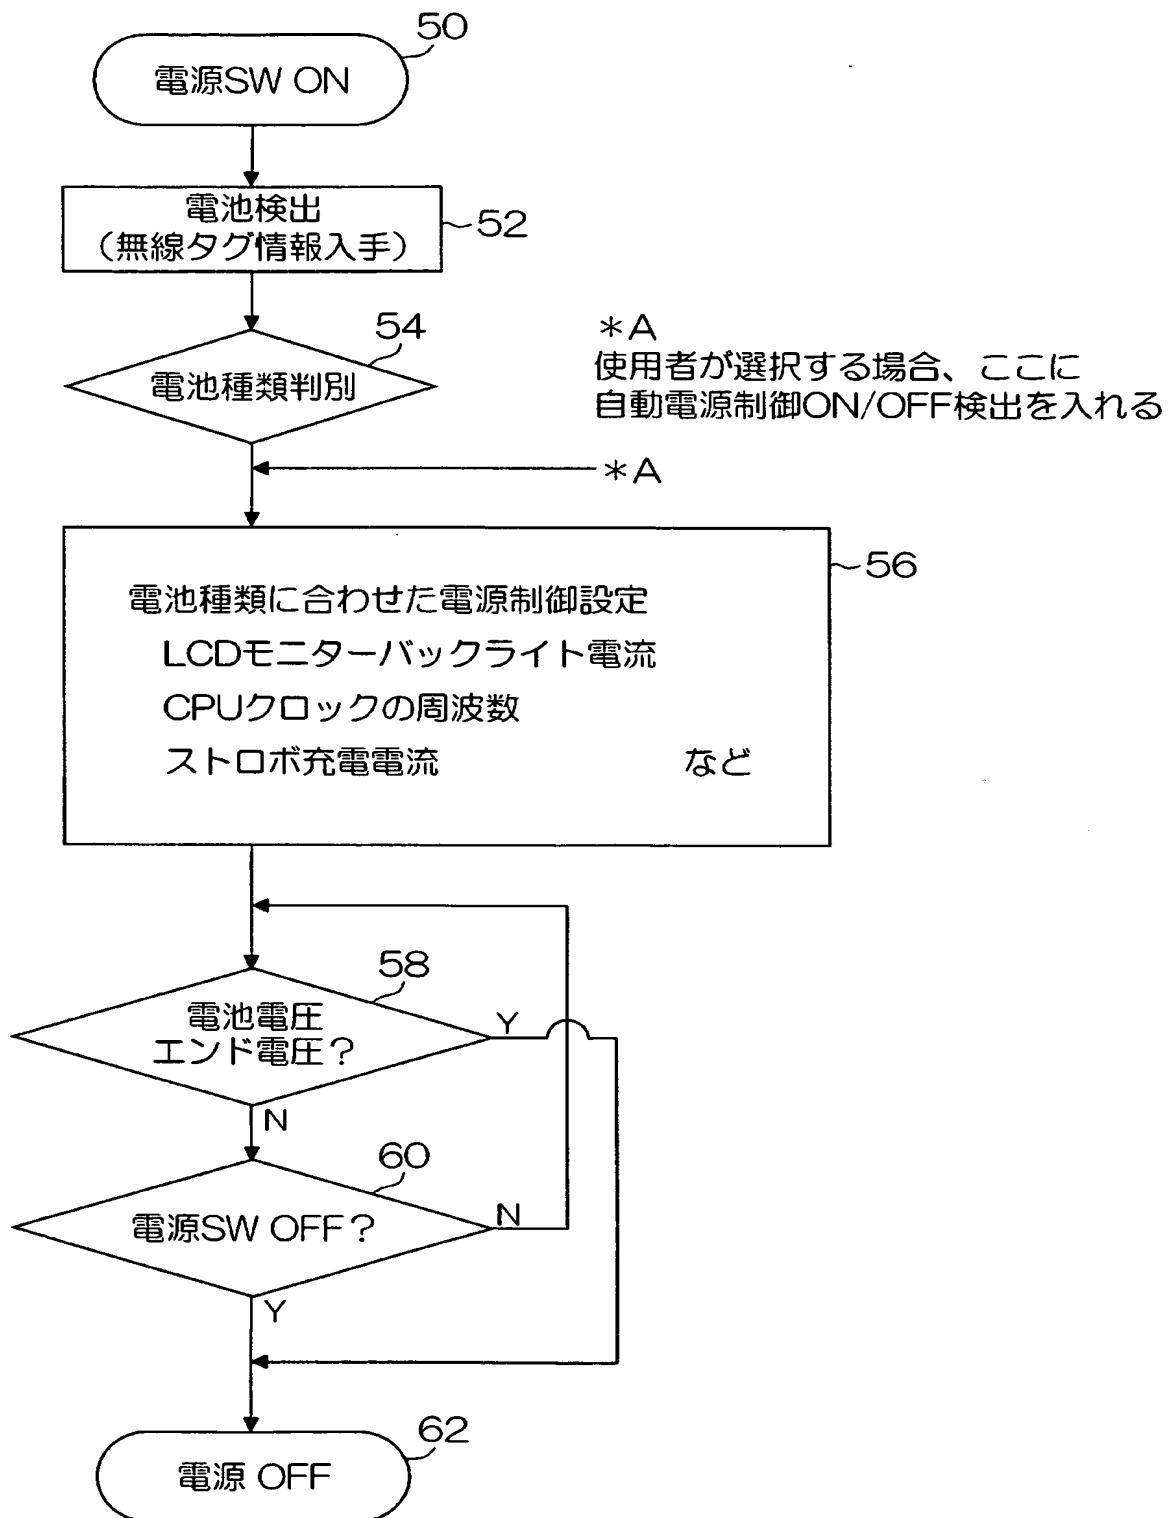 50
電源SW ON
電池検出
(無線タグ情報入手)
52
54
電池種類判別
*A
使用者が選択する場合、ここに
自動電源制御ON/OFF検出を入れる
*A
56
電池種類に合わせた電源制御設定
LCDモニターバックライト電流
CPUクロックの周波数
ストロボ充電電流 など
58
電池電圧
エンド電圧?
Y
N
60
電源SW OFF?
N
Y
62
電源 OFF